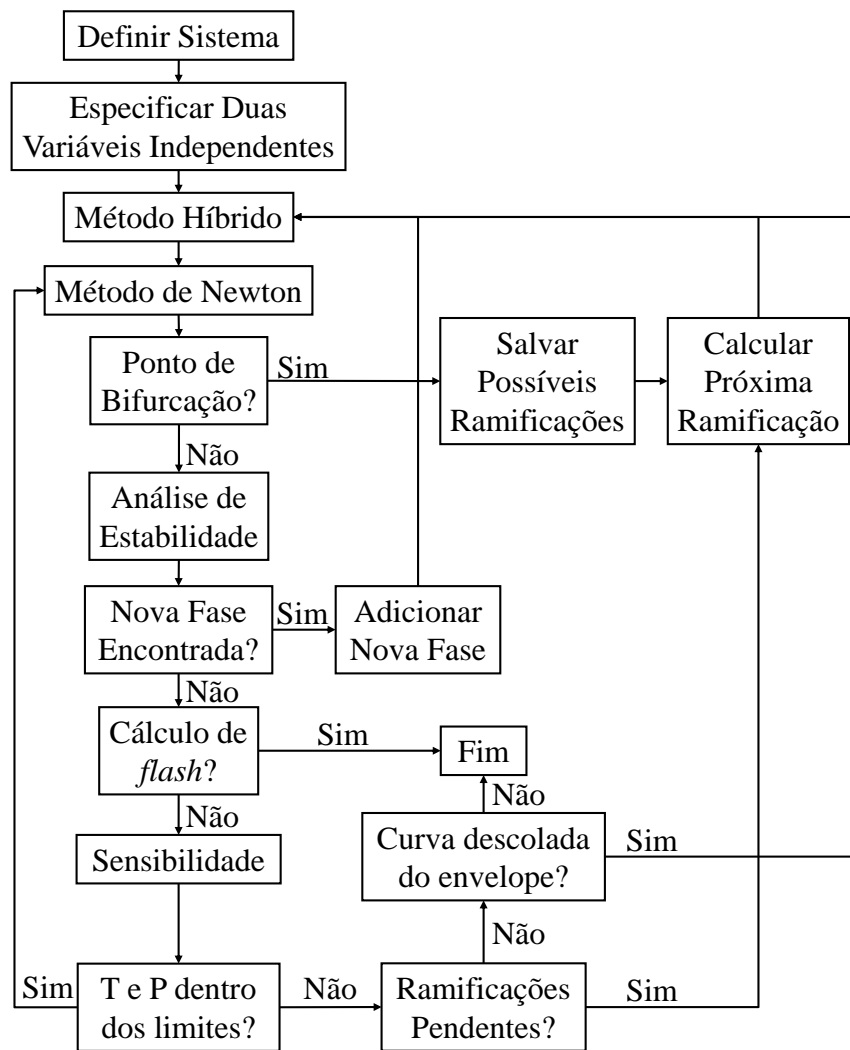 Definir Sistema
Especificar Duas
Variáveis Independentes
Método Híbrido
Método de Newton
Ponto de
Bifurcação?
Sim
Salvar
Possíveis
Ramificações
Calcular
Próxima
Ramificação
Não
Análise de
Estabilidade
Nova Fase
Encontrada?
Sim
Adicionar
Nova Fase
Não
Cálculo de
flash?
Sim
Fim
Não
Não
Sensibilidade
Curva descolada
do envelope?
Sim
Não
Sim
T e P dentro
dos limites?
Não
Ramificações
Pendentes?
Sim